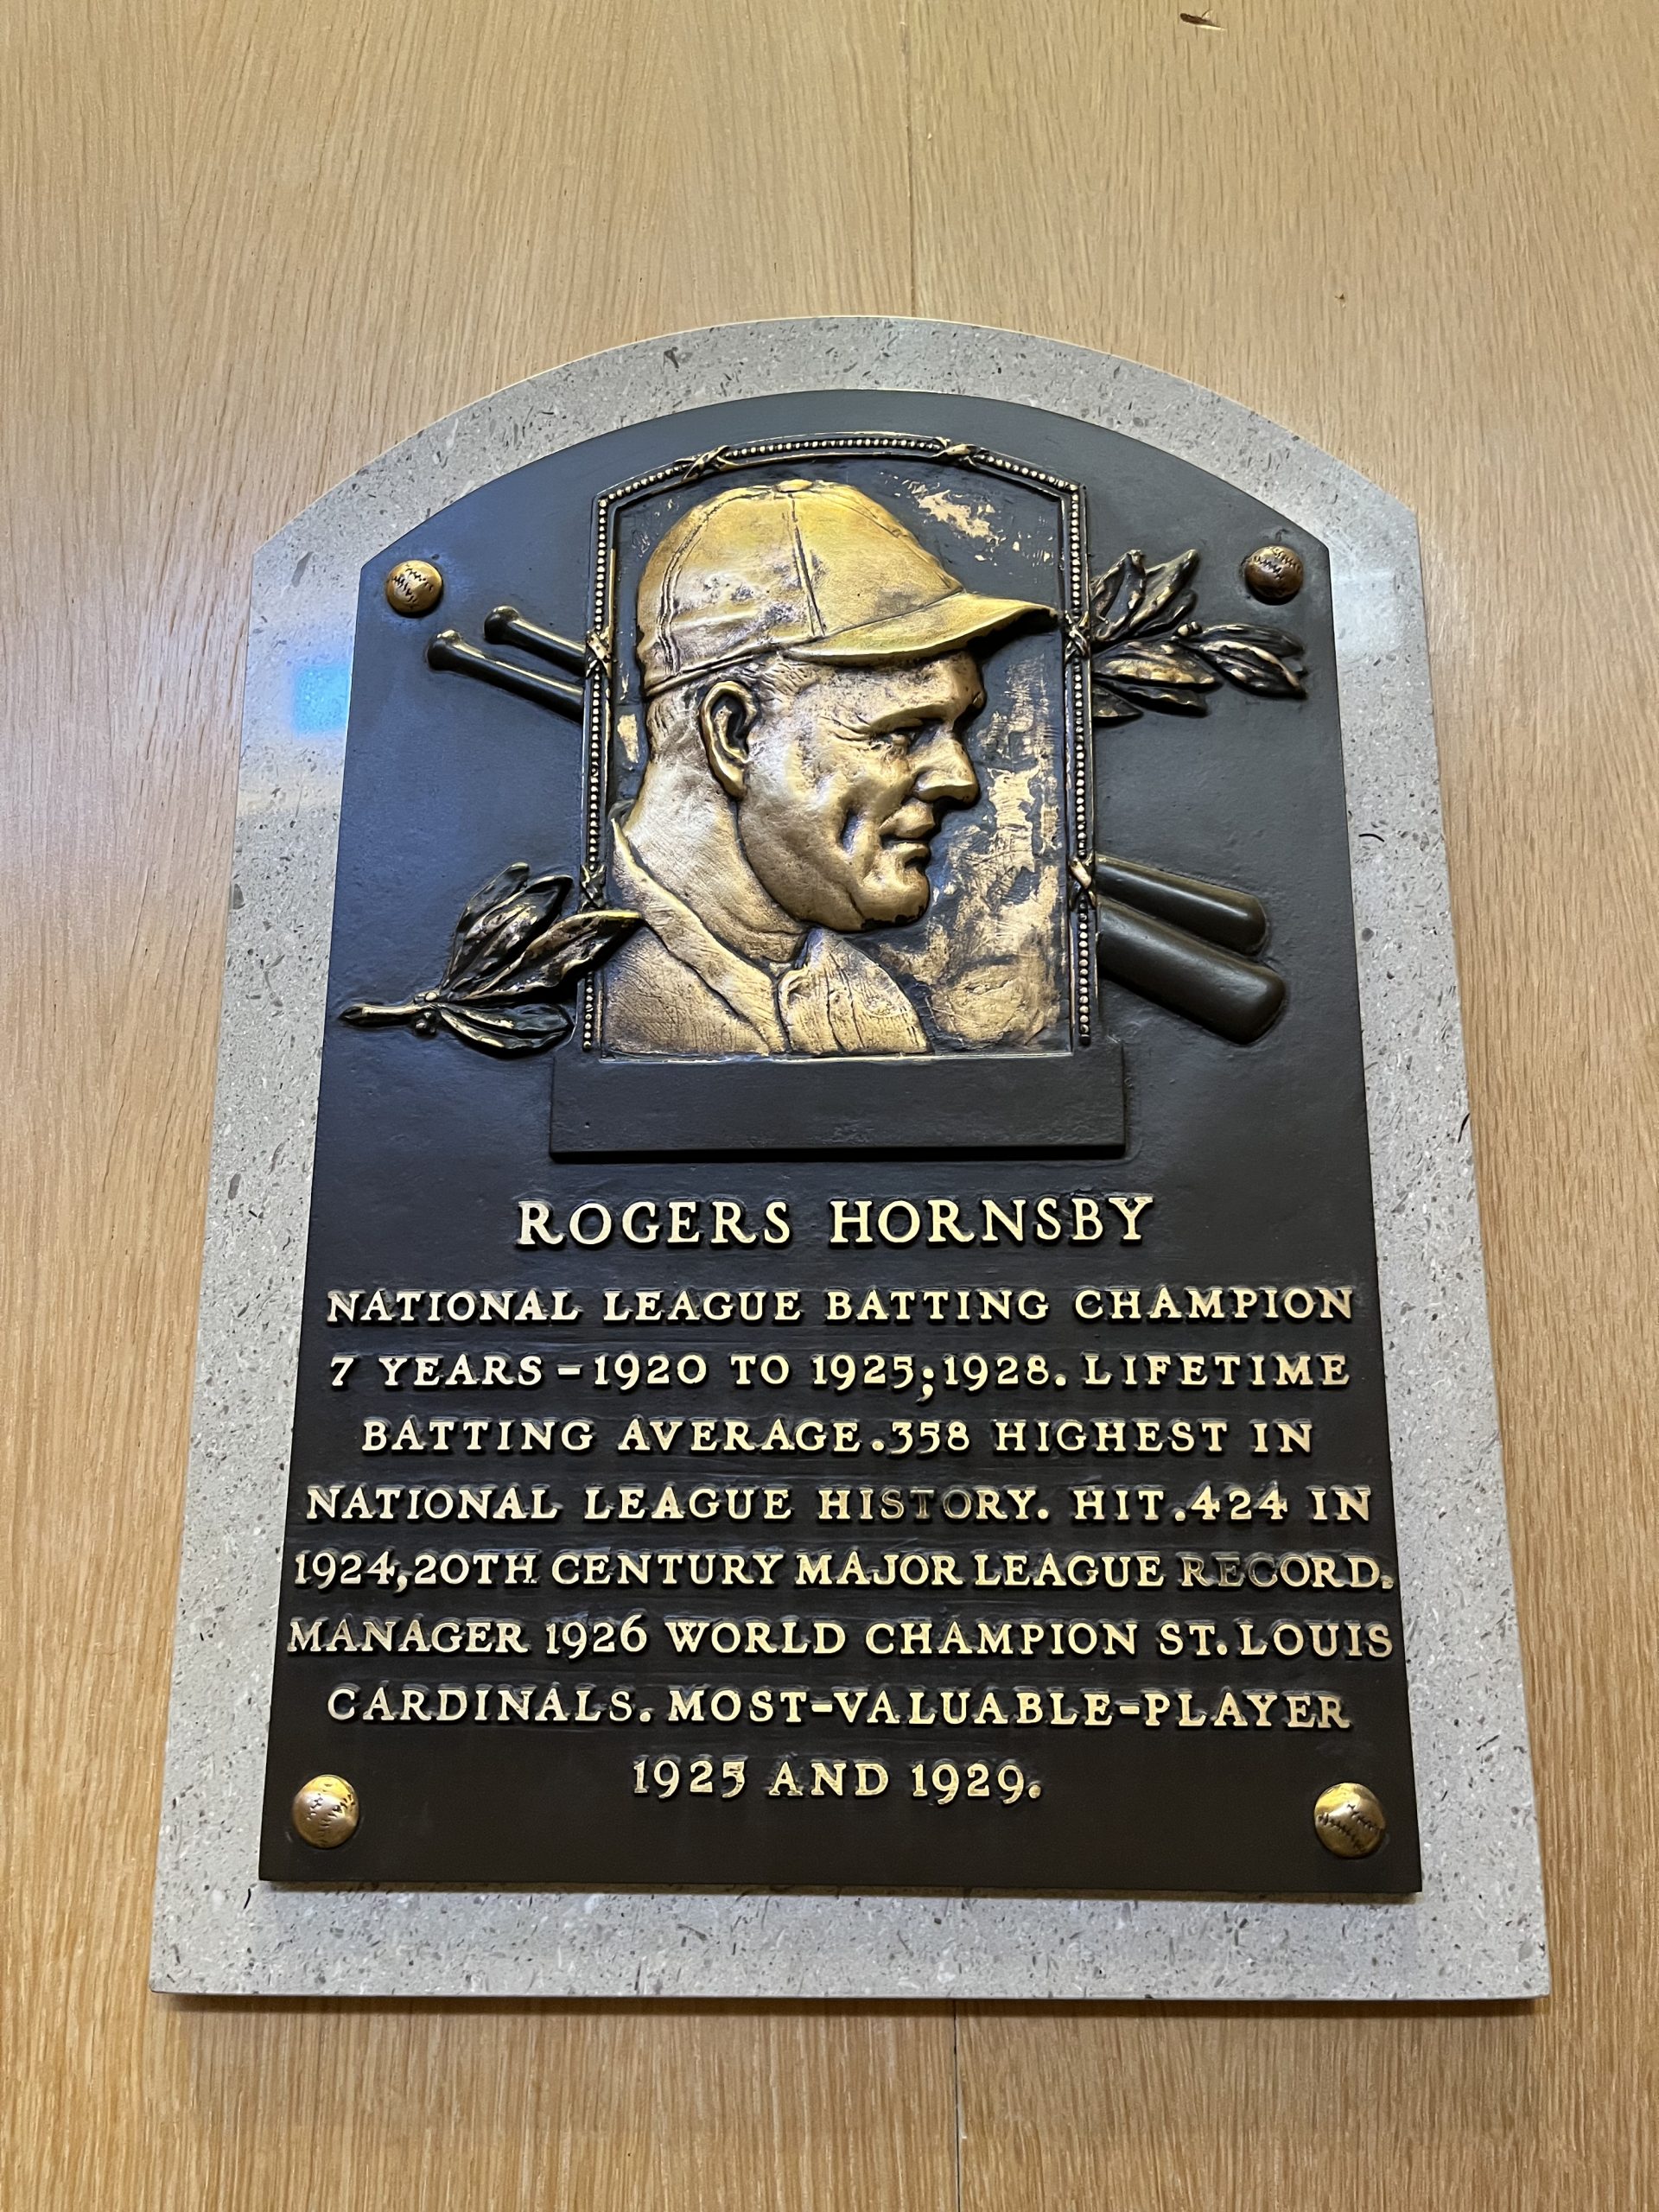 ROGERS HORNSBY
NATIONAL LEAGUE BATTING CHAMPION
7 YEARS-1920 TO 1925;1928. LIFETIME
BATTING AVERAGE .358 HIGHEST IN
NATIONAL LEAGUE HISTORY. HIT .424 IN
1924,20TH CENTURY MAJOR LEAGUE RECORD.
MANAGER 1926 WORLD CHAMPION ST. LOUIS
CARDINALS. MOST-VALUABLE-PLAYER
1925 AND 1929.